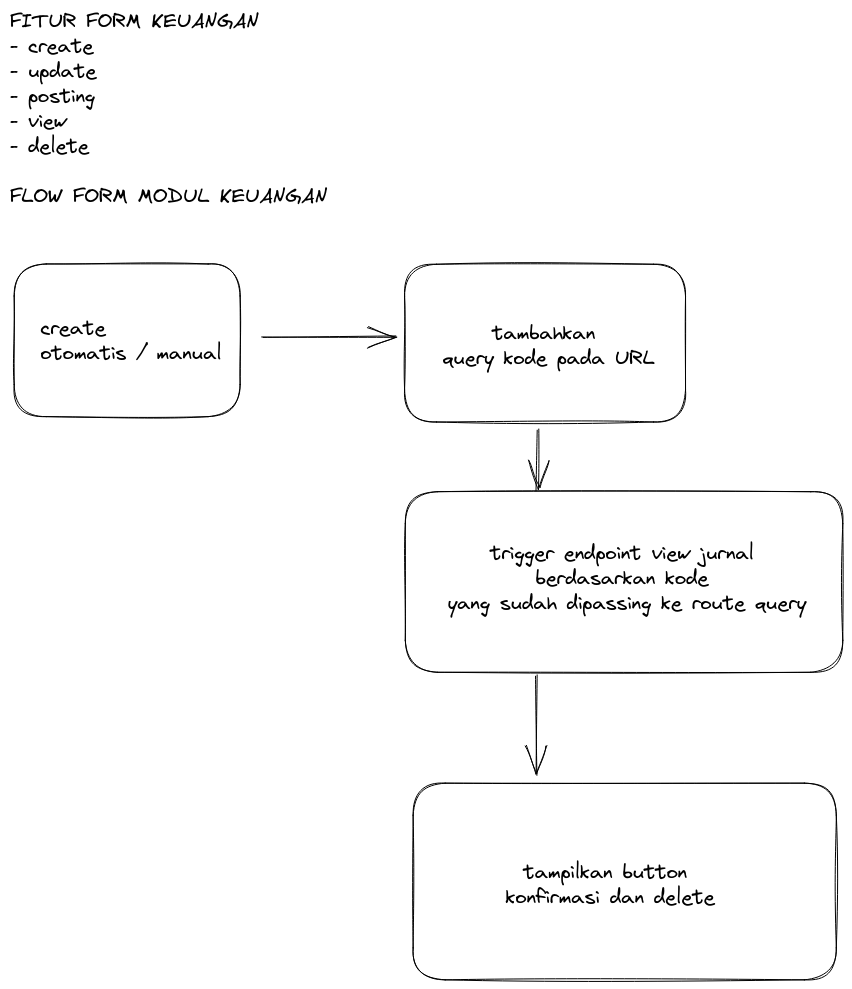 FITUR FORM KEUANGAN
- create
- update
- posting
- view
- delete
FLOW FORM MODUL KEUANGAN
create
otomatis / manual
tambahkan
query kode pada URL
trigger endpoint view jurnal
berdasarkan kode
yang sudah dipassing ke route query
tampilkan button
konfirmasi dan delete